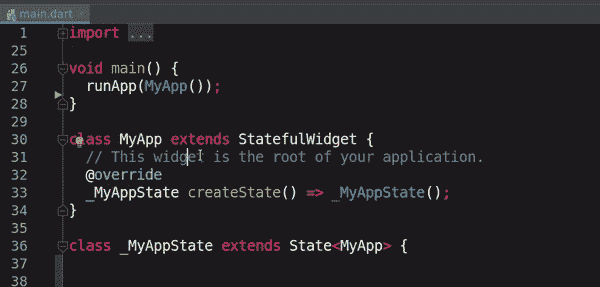 main.dart
1 import ...
25
26 void main() {
27 runApp(MyApp());
28 }
29
30 class MyApp extends StatefulWidget {
31 // This widget is the root of your application.
32 @override
33 _MyAppState createState() => _MyAppState();
34 }
35
36 class _MyAppState extends State<MyApp> {
37
38